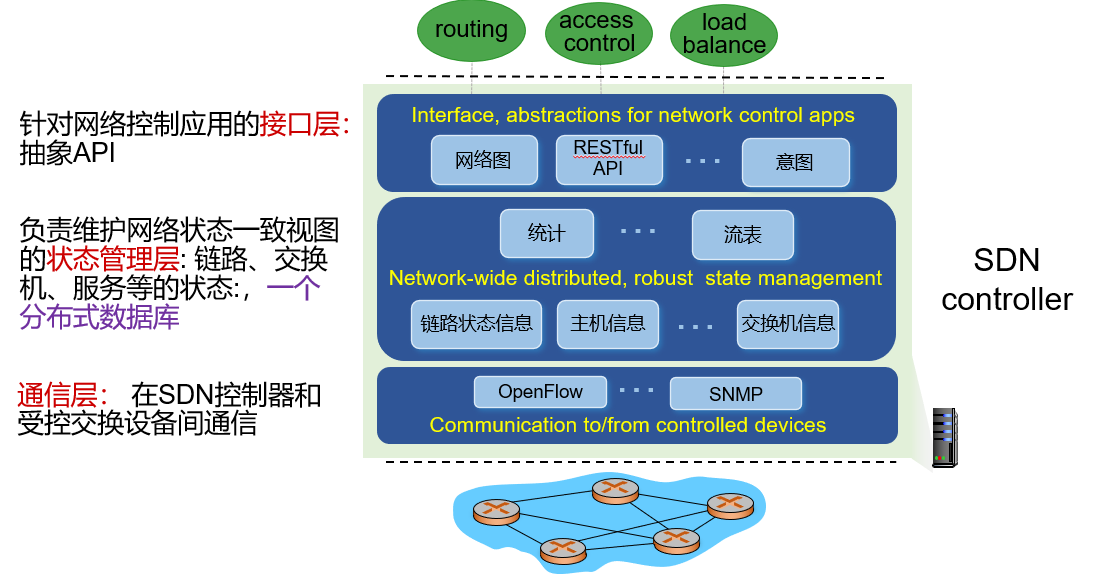 routing
access
control
load
balance
针对网络控制应用的接口层：
抽象API
Interface, abstractions for network control apps
网络图
RESTful
API
...
意图
负责维护网络状态一致视图
的状态管理层: 链路、交换
机、服务等的状态:，一个
分布式数据库
统计
...
流表
Network-wide distributed, robust state management
链路状态信息
主机信息
...
交换机信息
SDN
controller
通信层： 在SDN控制器和
受控交换设备间通信
OpenFlow
...
SNMP
Communication to/from controlled devices